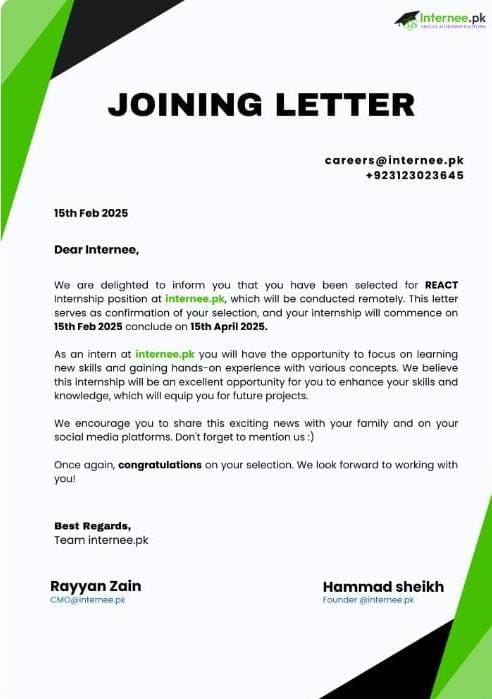 Internee.pk
JOINING LETTER
careers@internee.pk
+923123023645
15th Feb 2025
Dear Internee,
We are delighted to inform you that you have been selected for REACT
Internship position at internee.pk, which will be conducted remotely. This letter
serves as confirmation of your selection, and your internship will commence on
15th Feb 2025 conclude on 15th April 2025.
As an intern at internee.pk you will have the opportunity to focus on learning
new skills and gaining hands-on experience with various concepts. We believe
this internship will be an excellent opportunity for you to enhance your skills and
knowledge, which will equip you for future projects.
We encourage you to share this exciting news with your family and on your
social media platforms. Don't forget to mention us :)
Once again, congratulations on your selection. We look forward to working with
you!
Best Regards,
Team internee.pk
Rayyan Zain
CMO@internee.pk
Hammad sheikh
Founder @internee.pk